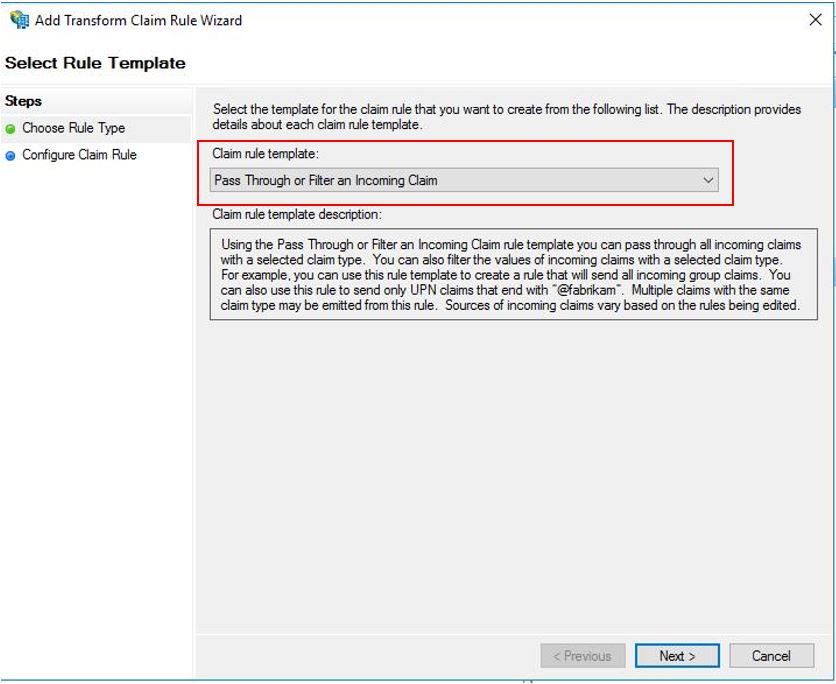 Add Transform Claim Rule Wizard
Select Rule Template
Steps
Choose Rule Type
Configure Claim Rule
Select the template for the claim rule that you want to create from the following list. The description provides
details about each claim rule template.
Claim rule template:
Pass Through or Filter an Incoming Claim
Claim rule template description:
Using the Pass Through or Filter an Incoming Claim rule template you can pass through all incoming claims
with a selected claim type. You can also filter the values of incoming claims with a selected claim type.
For example, you can use this rule template to create a rule that will send all incoming group claims. You
can also use this rule to send only UPN claims that end with "@fabrikam". Multiple claims with the same
claim type may be emitted from this rule. Sources of incoming claims vary based on the rules being edited.
< Previous
Next >
Cancel